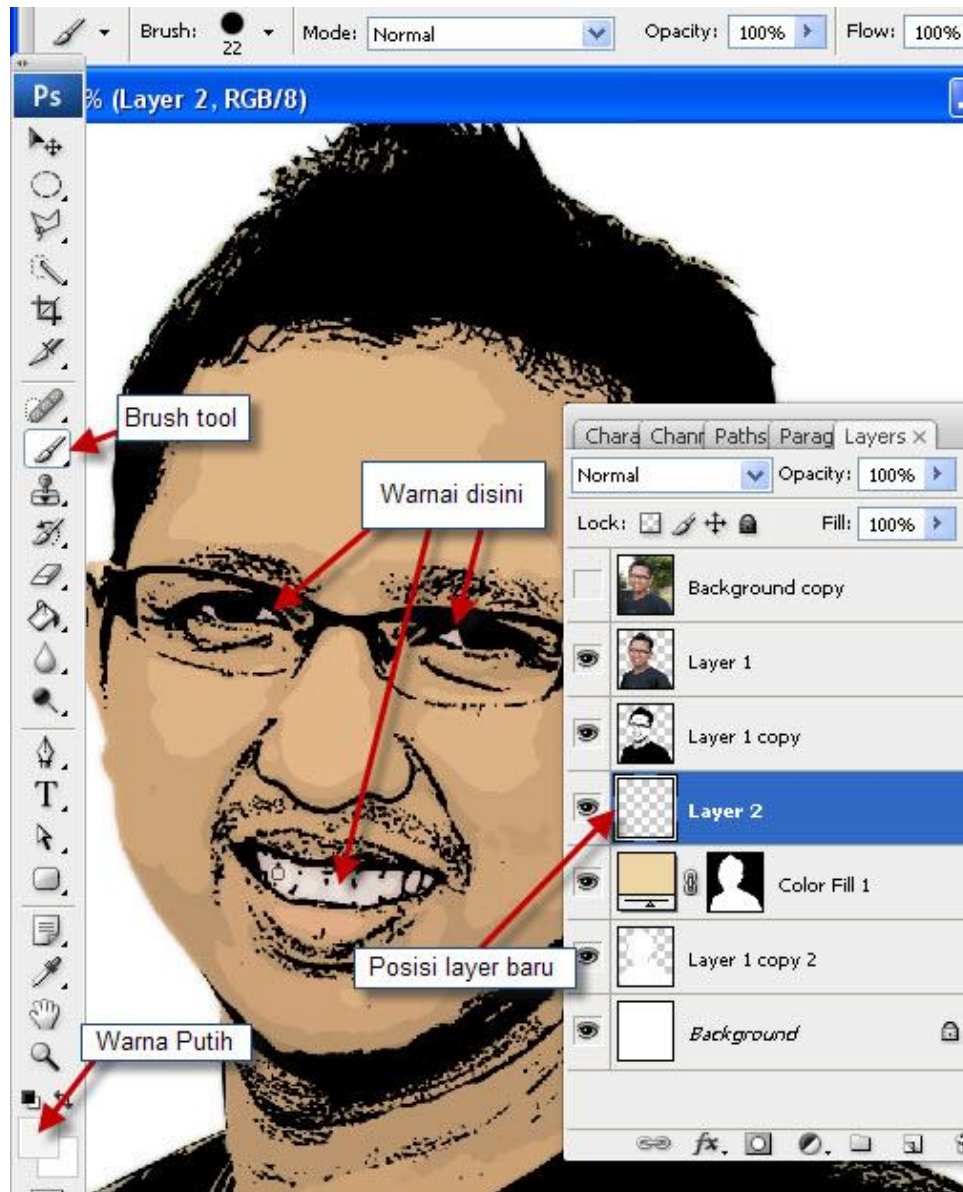 Brush: 22 Mode: Normal Opacity: 100% Flow: 100%
Ps % (Layer 2, RGB/8)
Brush tool
Warnai disini
Chara Chann Paths Parag Layers ×
Normal Opacity: 100%
Lock: Fill: 100%
Background copy
Layer 1
Layer 1 copy
Layer 2
Color Fill 1
Layer 1 copy 2
Background
Posisi layer baru
Warna Putih
T
fx.